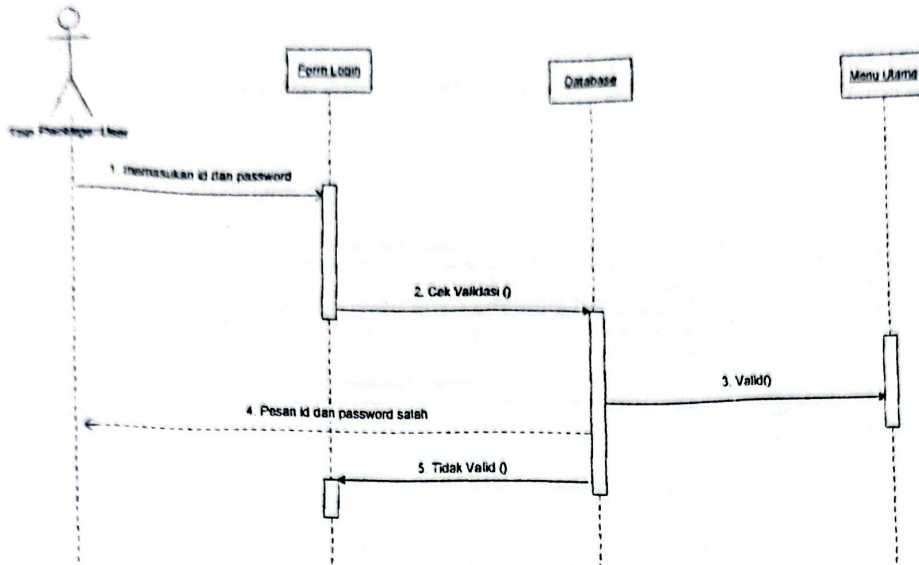 Form Login
Database
Menu Utama
User
1. memasukan id dan password
2. Cek Validasi ()
3. Valid()
4. Pesan id dan password salah
5. Tidak Valid ()